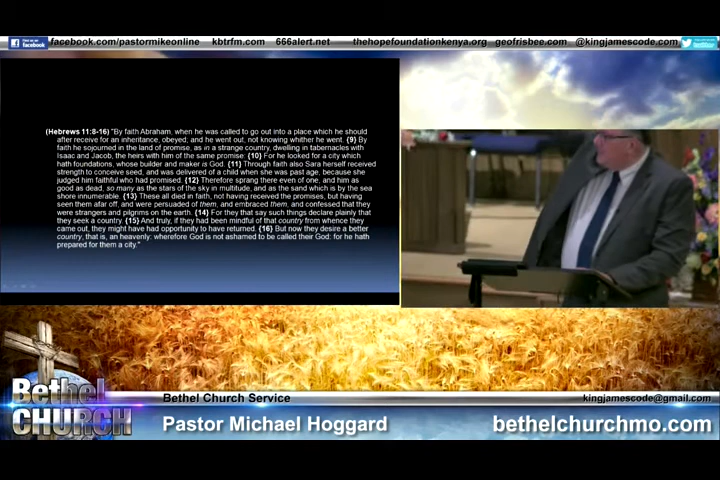 Find us on facebook
facebook.com/pastormikeonline kbtrfm.com 666alert.net thehopefoundationkenya.org geofrisbee.com @kingjamescode.com
(Hebrews 11:8-16) "By faith Abraham, when he was called to go out into a place which he should
after receive for an inheritance, obeyed; and he went out, not knowing whither he went. {9} By
faith he sojourned in the land of promise, as in a strange country, dwelling in tabernacles with
Isaac and Jacob, the heirs with him of the same promise: {10} For he looked for a city which
hath foundations, whose builder and maker is God. {11} Through faith also Sara herself received
strength to conceive seed, and was delivered of a child when she was past age, because she
judged him faithful who had promised. {12} Therefore sprang there even of one, and him as
good as dead, so many as the stars of the sky in multitude, and as the sand which is by the sea
shore innumerable. {13} These all died in faith, not having received the promises, but having
seen them afar off, and were persuaded of them, and embraced them, and confessed that they
were strangers and pilgrims on the earth. {14} For they that say such things declare plainly that
they seek a country. {15} And truly, if they had been mindful of that country from whence they
came out, they might have had opportunity to have returned. {16} But now they desire a better
country, that is, an heavenly: wherefore God is not ashamed to be called their God: for he hath
prepared for them a city."
Bethel
CHURCH
Bethel Church Service kingjamescode@gmail.com
Pastor Michael Hoggard bethelchurchmo.com